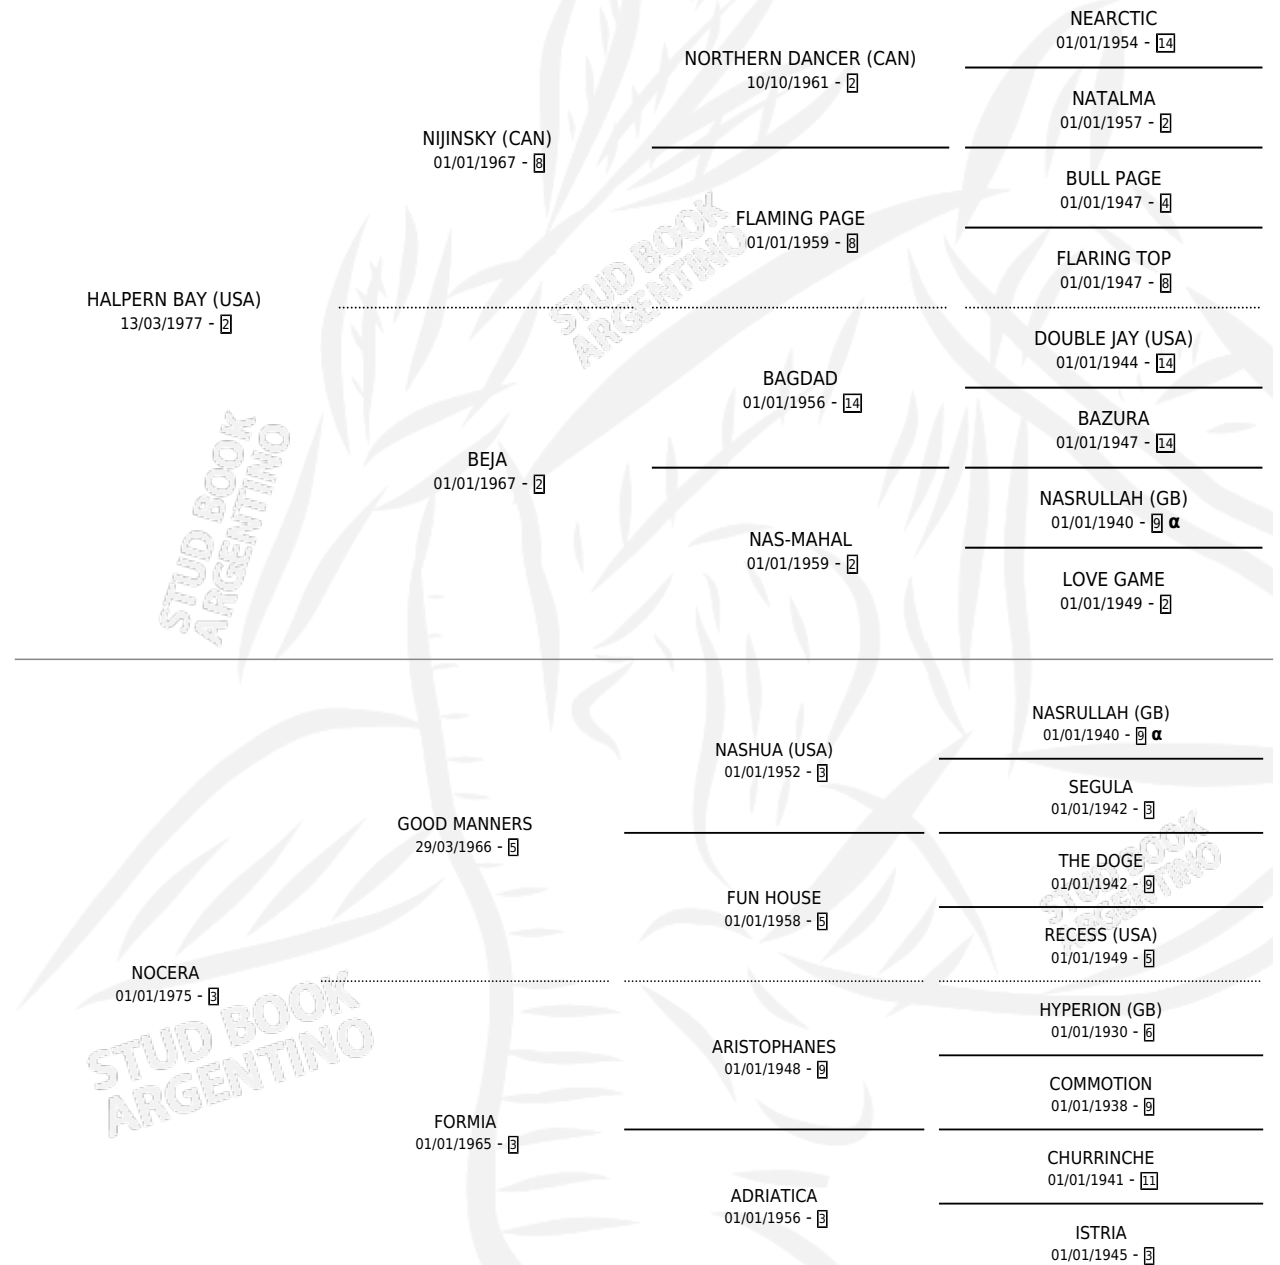 NEARCTIC
01/01/1954 - 14
NORTHERN DANCER (CAN)
10/10/1961 - 2
NATALMA
01/01/1957 - 2
NIJINSKY (CAN)
01/01/1967 - 8
BULL PAGE
01/01/1947 - 4
FLAMING PAGE
01/01/1959 - 8
FLARING TOP
01/01/1947 - 8
HALPERN BAY (USA)
13/03/1977 - 2
DOUBLE JAY (USA)
01/01/1944 - 14
BAGDAD
01/01/1956 - 14
BAZURA
01/01/1947 - 14
BEJA
01/01/1967 - 2
NASRULLAH (GB)
01/01/1940 - 9 α
NAS-MAHAL
01/01/1959 - 2
LOVE GAME
01/01/1949 - 2
NASRULLAH (GB)
01/01/1940 - 9 α
NASHUA (USA)
01/01/1952 - 3
SEGULA
01/01/1942 - 3
GOOD MANNERS
29/03/1966 - 5
THE DOGE
01/01/1942 - 9
FUN HOUSE
01/01/1958 - 5
RECESS (USA)
01/01/1949 - 5
NOCERA
01/01/1975 - 3
HYPERION (GB)
01/01/1930 - 6
ARISTOPHANES
01/01/1948 - 9
COMMOTION
01/01/1938 - 9
FORMIA
01/01/1965 - 3
CHURRINCHE
01/01/1941 - 11
ADRIATICA
01/01/1956 - 3
ISTRIA
01/01/1945 - 3
STUD BOOK
ARGENTINO
STUD BOOK
ARGENTINO
STUD BOOK
ARGENTINO
STUD BOOK
ARGENTINO